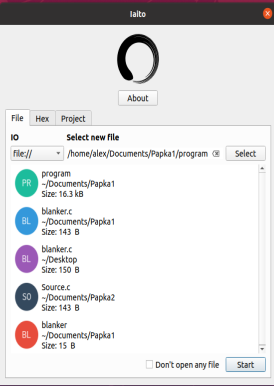 Iaito
About
File Hex Project
IO Select new file
file:// /home/alex/Documents/Papka1/program Select
PR
program
~/Documents/Papka1
Size: 16.3 kB
BL
blanker.c
~/Documents/Papka1
Size: 143 B
BL
blanker.c
~/Desktop
Size: 150 B
SO
Source.c
~/Documents/Papka2
Size: 143 B
BL
blanker
~/Documents/Papka1
Size: 15 B
Don't open any file Start